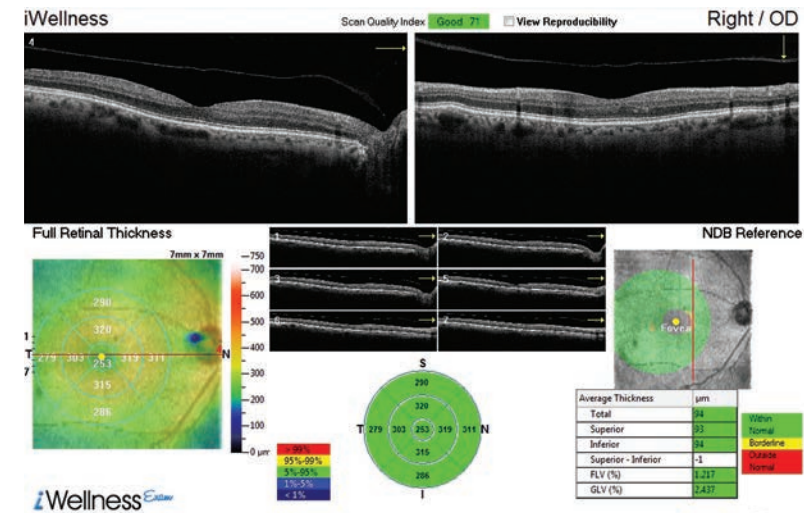 iWellness
Scan Quality Index Good 71 View Reproducibility
Right / OD
4
Full Retinal Thickness
7mm x 7mm
750
700
600
500
400
300
200
100
0 µm
290
320
279 303 253 319 311
315
286
1
T
N
7
1
2
3
5
6
7
S
290
320
T 279 303 253 319 311 N
315
286
I
> 99%
95%-99%
5%-95%
1%-5%
< 1%
NDB Reference
Fovea
Average Thickness µm
Total 94
Superior 93
Inferior 94
Superior - Inferior -1
FLV (%) 1.217
GLV (%) 2.437
Within
Normal
Borderline
Outside
Normal
iWellness Exam